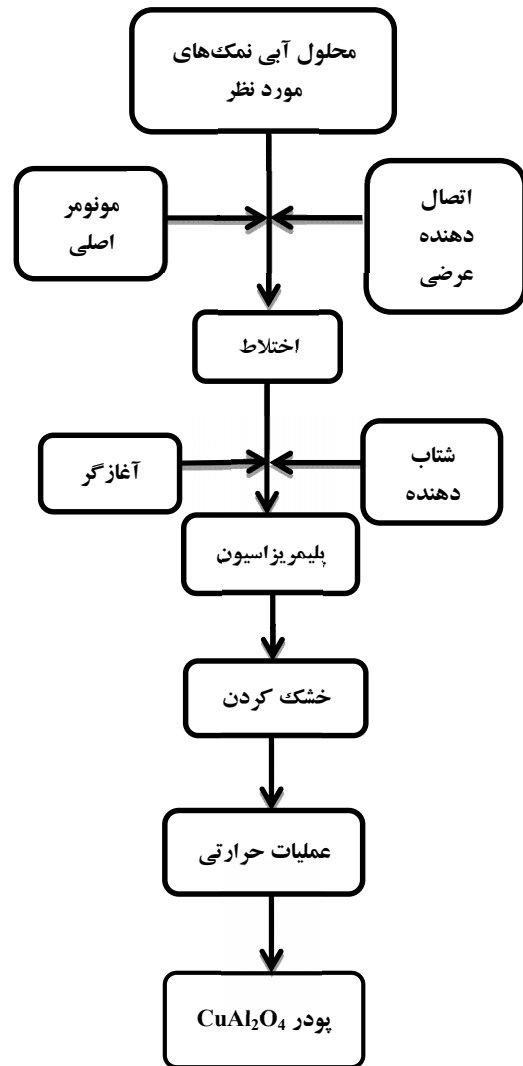 محلول آبی نمک‌های
مورد نظر
اتصال
دهنده
عرضی
مونومر
اصلی
اختلاط
شتاب
دهنده
آغازگر
پلیمریزاسیون
خشک کردن
عملیات حرارتی
پودر CuAl₂O₄